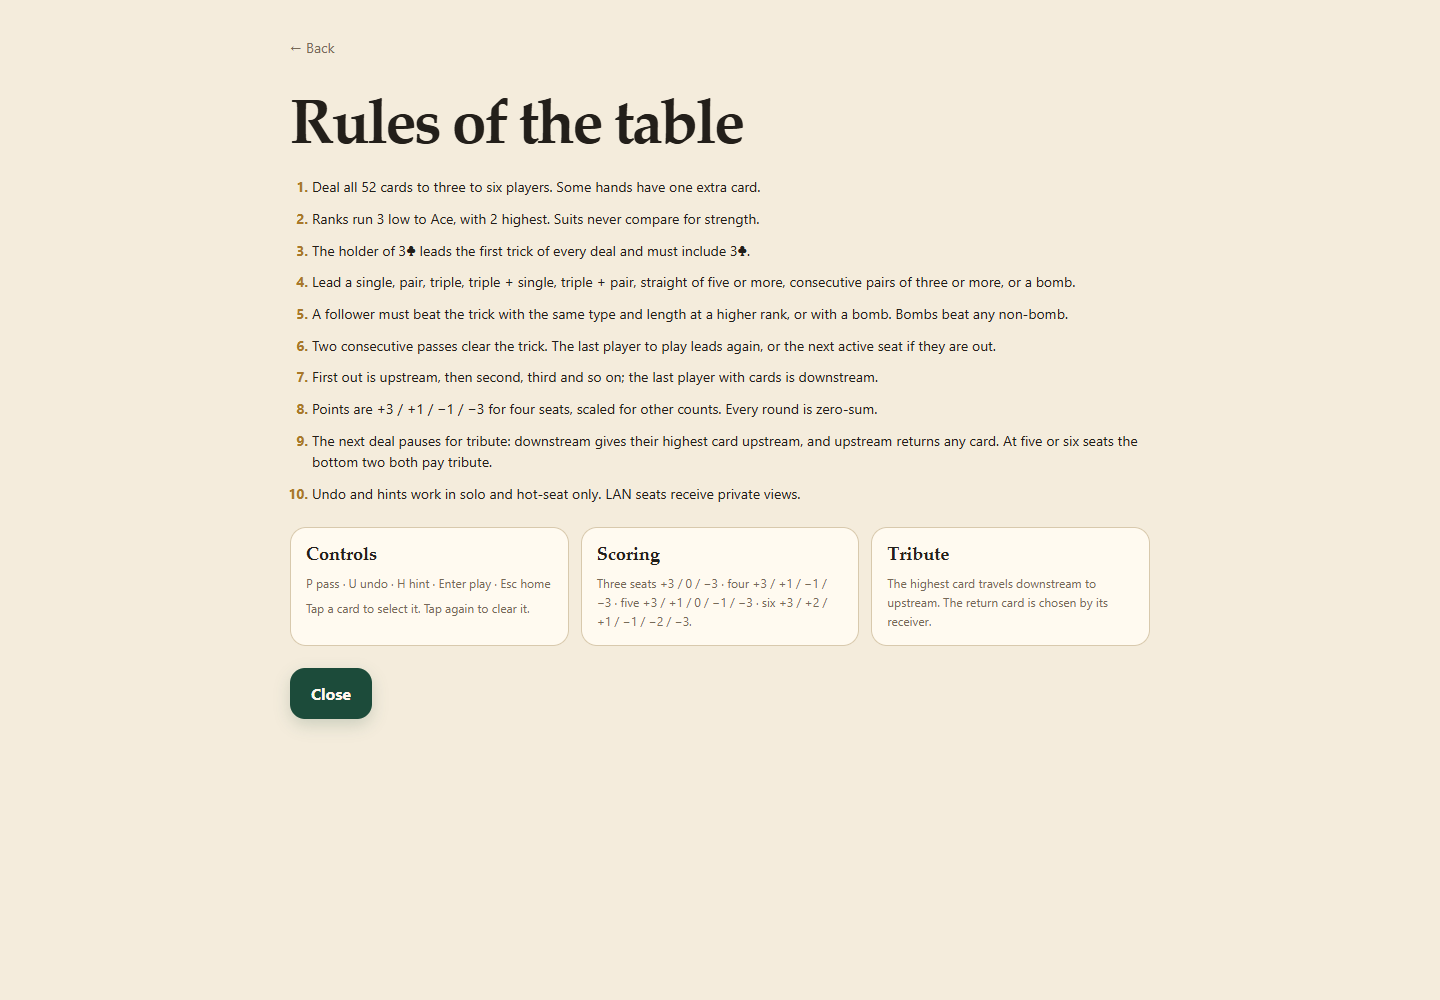 ← Back
Rules of the table
1. Deal all 52 cards to three to six players. Some hands have one extra card.
2. Ranks run 3 low to Ace, with 2 highest. Suits never compare for strength.
3. The holder of 3♣ leads the first trick of every deal and must include 3♣.
4. Lead a single, pair, triple, triple + single, triple + pair, straight of five or more, consecutive pairs of three or more, or a bomb.
5. A follower must beat the trick with the same type and length at a higher rank, or with a bomb. Bombs beat any non-bomb.
6. Two consecutive passes clear the trick. The last player to play leads again, or the next active seat if they are out.
7. First out is upstream, then second, third and so on; the last player with cards is downstream.
8. Points are +3 / +1 / −1 / −3 for four seats, scaled for other counts. Every round is zero-sum.
9. The next deal pauses for tribute: downstream gives their highest card upstream, and upstream returns any card. At five or six seats the
bottom two both pay tribute.
10. Undo and hints work in solo and hot-seat only. LAN seats receive private views.
Controls
P pass · U undo · H hint · Enter play · Esc home
Tap a card to select it. Tap again to clear it.
Scoring
Three seats +3 / 0 / −3 · four +3 / +1 / −1 /
−3 · five +3 / +1 / 0 / −1 / −3 · six +3 / +2 /
+1 / −1 / −2 / −3.
Tribute
The highest card travels downstream to
upstream. The return card is chosen by its
receiver.
Close